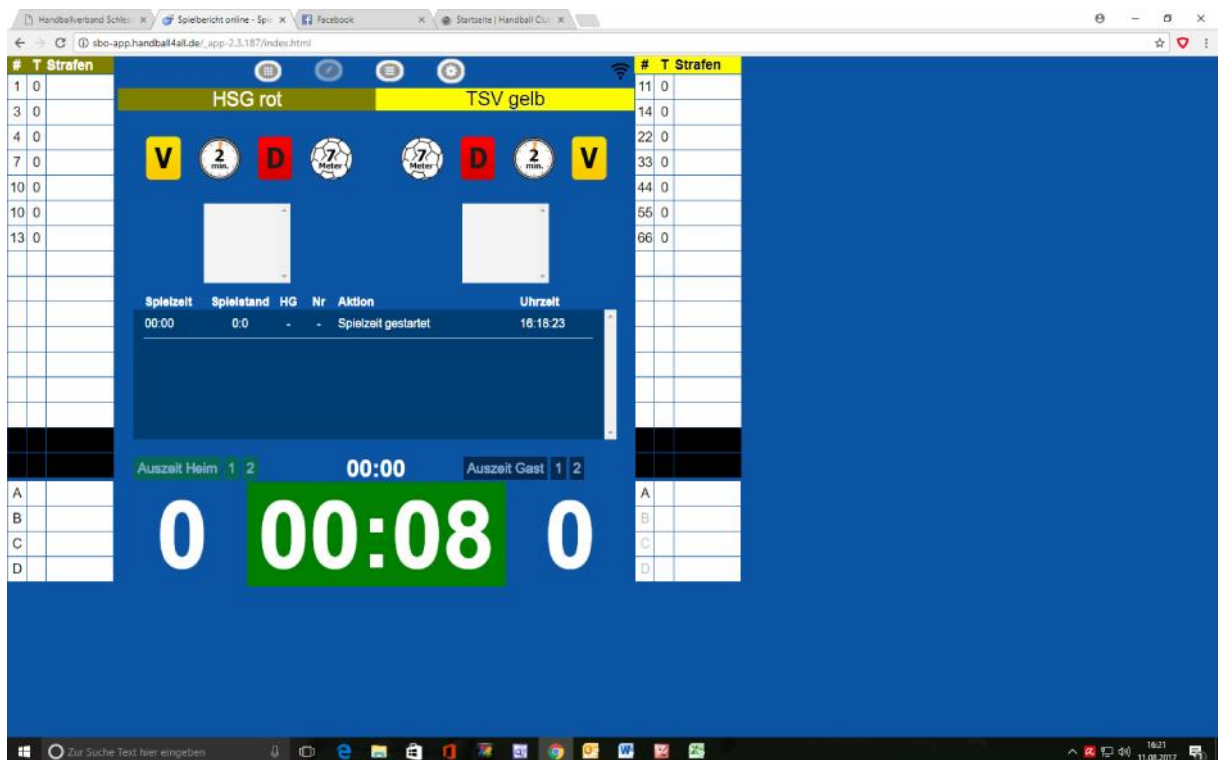 Handballverband Schles
Spielbericht online - Spi
Facebook
Startseite | Handball Clu
sbo-app.handball4all.de/_app-2.3.187/index.html
# T Strafen
1 0
3 0
4 0
7 0
10 0
10 0
13 0
A
B
C
D
HSG rot TSV gelb
V 2 min. D 7 Meter 7 Meter D 2 min. V
Spielzeit Spielstand HG Nr Aktion Uhrzeit
00:00 0:0 - - Spielzeit gestartet 16:18:23
Auszeit Heim 1 2 00:00 Auszeit Gast 1 2
0 00:08 0
# T Strafen
11 0
14 0
22 0
33 0
44 0
55 0
66 0
A
B
C
D
Zur Suche Text hier eingeben
16:21
11.08.2017